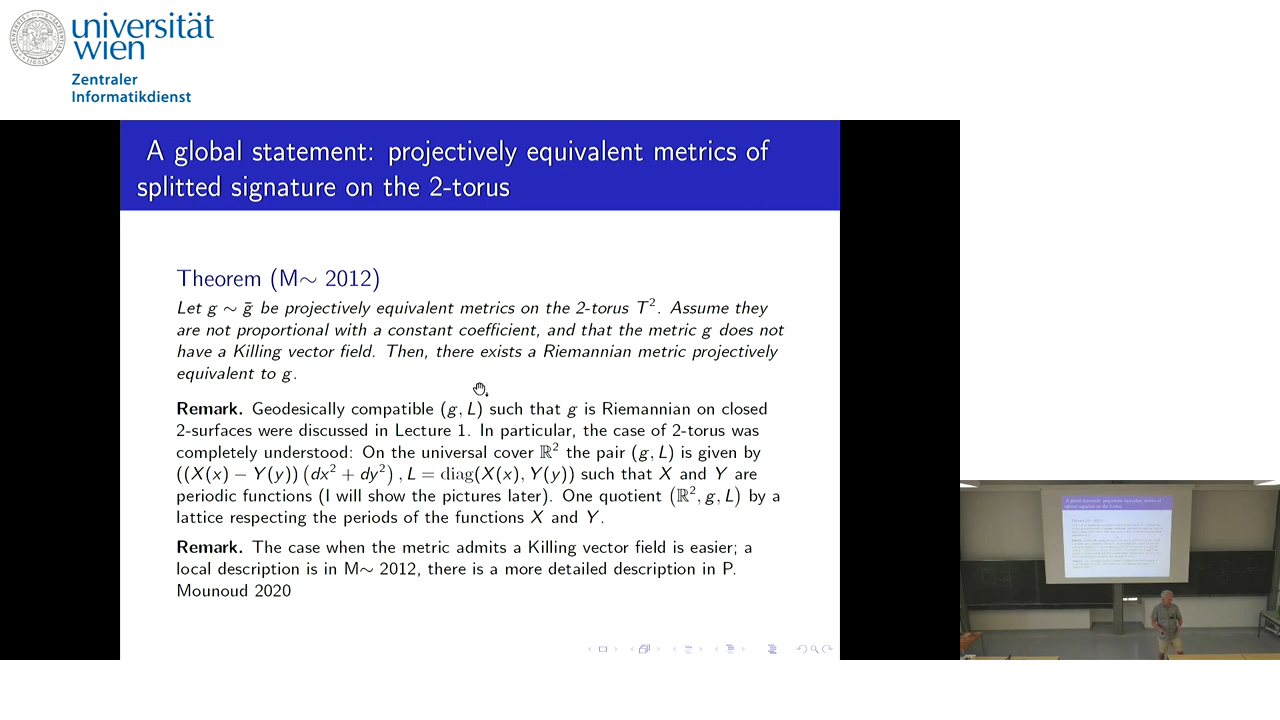 universität
wien
Zentraler
Informatikdienst
A global statement: projectively equivalent metrics of
splitted signature on the 2-torus
Theorem (M∼ 2012)
Let g ∼ ḡ be projectively equivalent metrics on the 2-torus T². Assume they
are not proportional with a constant coefficient, and that the metric g does not
have a Killing vector field. Then, there exists a Riemannian metric projectively
equivalent to g.
Remark. Geodesically compatible (g, L) such that g is Riemannian on closed
2-surfaces were discussed in Lecture 1. In particular, the case of 2-torus was
completely understood: On the universal cover ℝ² the pair (g, L) is given by
((X(x) − Y(y)) (dx² + dy²) , L = diag(X(x), Y(y)) such that X and Y are
periodic functions (I will show the pictures later). One quotient (ℝ², g, L) by a
lattice respecting the periods of the functions X and Y.
Remark. The case when the metric admits a Killing vector field is easier; a
local description is in M∼ 2012, there is a more detailed description in P.
Mounoud 2020